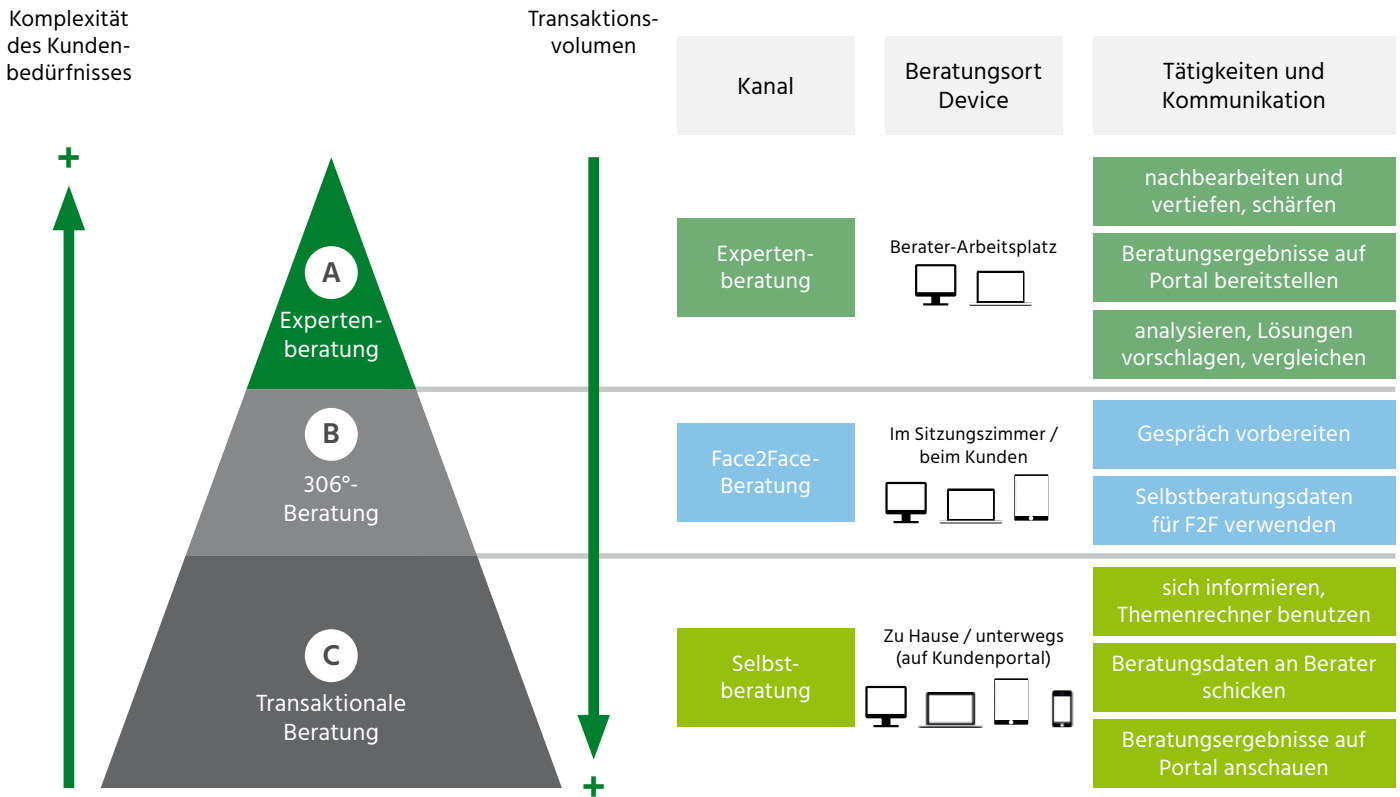 Komplexität
des Kunden-
bedürfnisses
+
Transaktions-
volumen
+
A
Experten-
beratung
B
306°-
Beratung
C
Transaktionale
Beratung
Kanal
Beratungsort
Device
Tätigkeiten und
Kommunikation
Experten-
beratung
Berater-Arbeitsplatz
nachbearbeiten und
vertiefen, schärfen
Beratungsergebnisse auf
Portal bereitstellen
analysieren, Lösungen
vorschlagen, vergleichen
Face2Face-
Beratung
Im Sitzungszimmer /
beim Kunden
Gespräch vorbereiten
Selbstberatungsdaten
für F2F verwenden
Selbst-
beratung
Zu Hause / unterwegs
(auf Kundenportal)
sich informieren,
Themenrechner benutzen
Beratungsdaten an Berater
schicken
Beratungsergebnisse auf
Portal anschauen